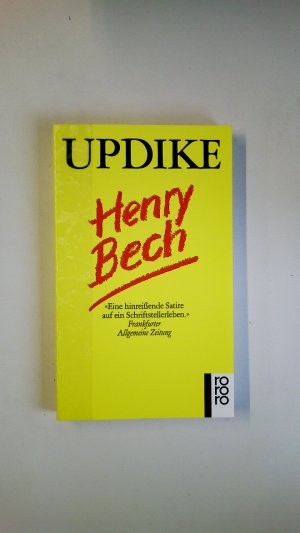 UPDIKE
Henry
Bech
«Eine hinreißende Satire
auf ein Schriftstellerleben.»
Frankfurter
Allgemeine Zeitung
ro
ro
ro